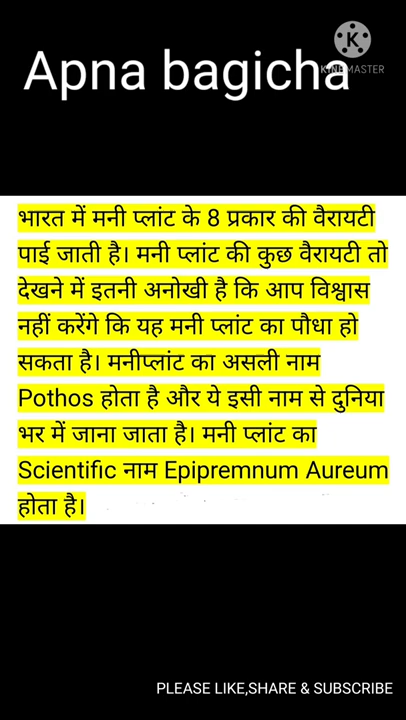 Apna bagicha
KINEMASTER
भारत में मनी प्लांट के 8 प्रकार की वैरायटी
पाई जाती है। मनी प्लांट की कुछ वैरायटी तो
देखने में इतनी अनोखी है कि आप विश्वास
नहीं करेंगे कि यह मनी प्लांट का पौधा हो
सकता है। मनीप्लांट का असली नाम
Pothos होता है और ये इसी नाम से दुनिया
भर में जाना जाता है। मनी प्लांट का
Scientific नाम Epipremnum Aureum
होता है।
PLEASE LIKE,SHARE & SUBSCRIBE